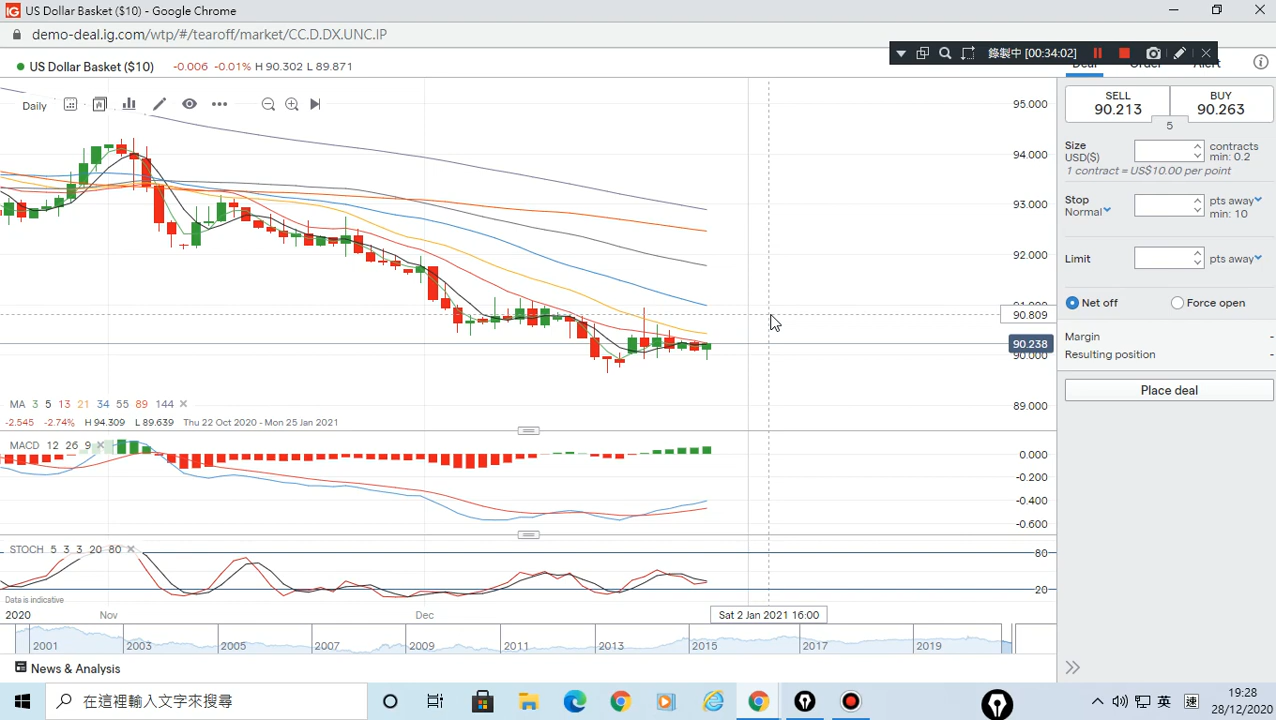 US Dollar Basket ($10) - Google Chrome
demo-deal.ig.com/wtp/#/tearoff/market/CC.D.DX.UNC.IP
錄製中 [00:34:02]
US Dollar Basket ($10) -0.006 -0.01% H 90.302 L 89.871
Deal Order Alert
Daily
95.000
94.000
93.000
92.000
91.000
90.809
90.238
90.000
89.000
SELL
90.213
BUY
90.263
5
Size
USD($)
contracts
min: 0.2
1 contract = US$10.00 per point
Stop
Normal
pts away
min: 10
Limit
pts away
Net off
Force open
Margin -
Resulting position -
Place deal
MA 3 5 13 21 34 55 89 144
-2.545 -2.74% H 94.309 L 89.639 Thu 22 Oct 2020 - Mon 25 Jan 2021
MACD 12 26 9
0.000
-0.200
-0.400
-0.600
STOCH 5 3 3 20 80
80
20
Data is indicative
2020 Nov Dec Sat 2 Jan 2021 16:00
2001 2003 2005 2007 2009 2011 2013 2015 2017 2019
News & Analysis
在這裡輸入文字來搜尋
英
19:28
28/12/2020